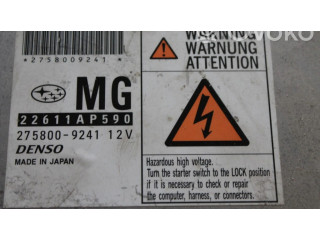 *2758009241*
MG
22611AP590
275800-9241 12V
DENSO
MADE IN JAPAN
WARNING
WARNUNG
ATTENTION
Hazardous high voltage.
Turn the starter switch to the LOCK position
if it is necessary to check or repair
the computer, harness, or connectors.